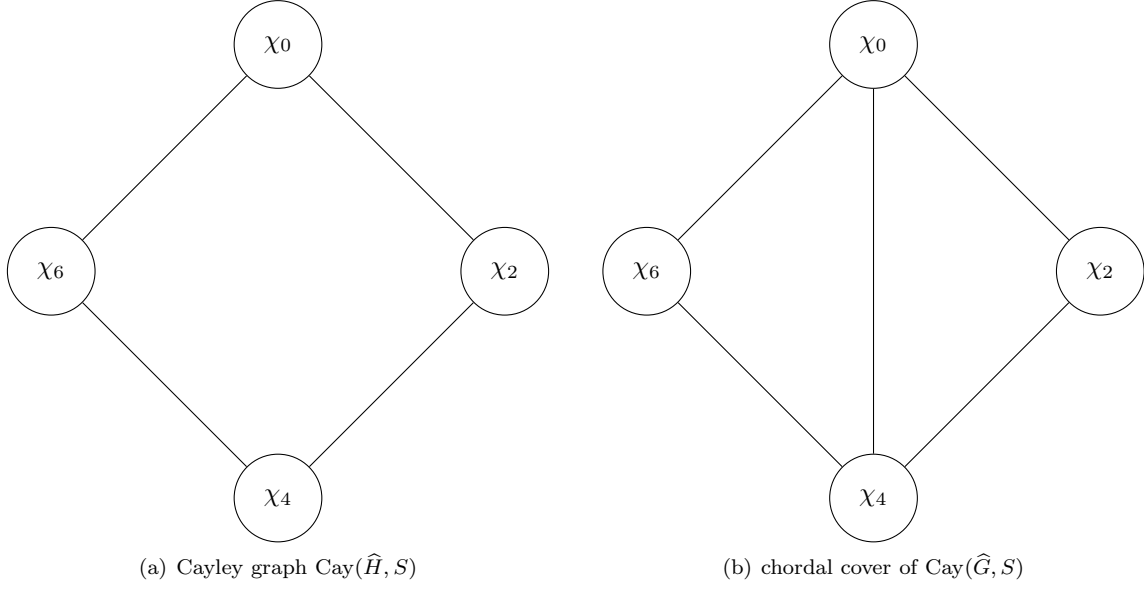 χ0 χ0
χ6 χ2 χ6 χ2
χ4 χ4
(a) Cayley graph Cay(Ĥ, S) (b) chordal cover of Cay(Ĝ, S)